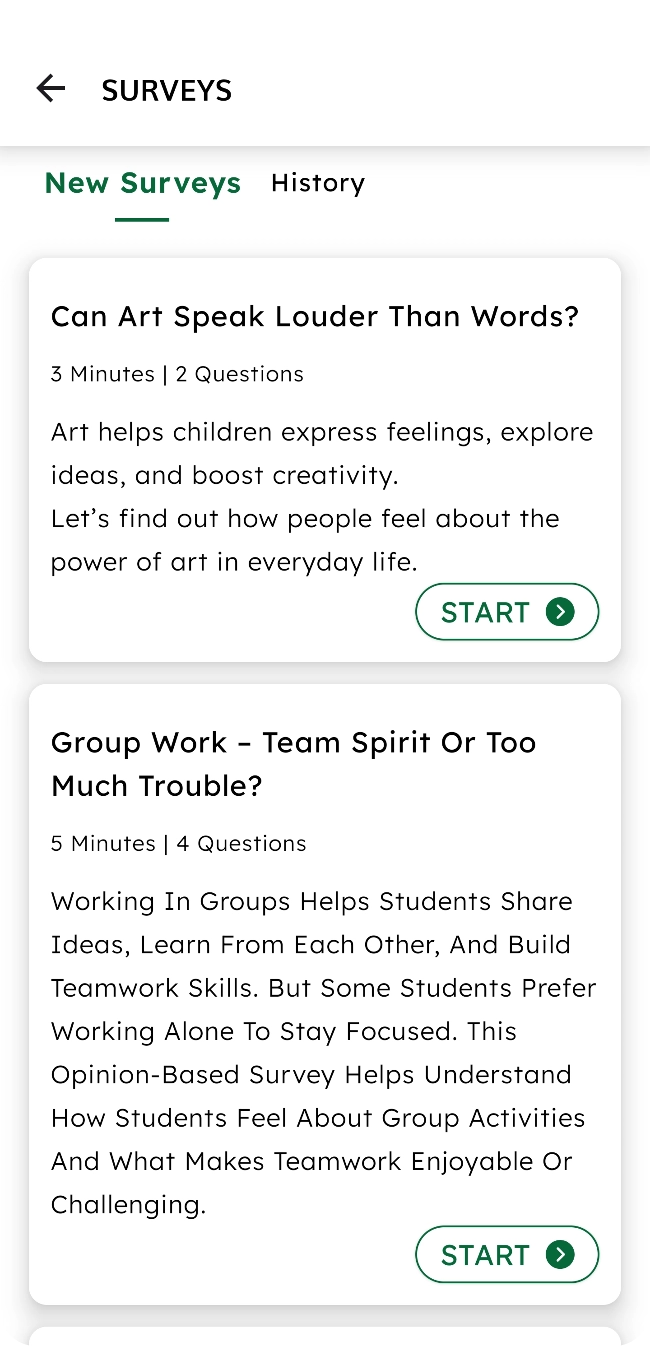 SURVEYS
New Surveys History
Can Art Speak Louder Than Words?
3 Minutes | 2 Questions
Art helps children express feelings, explore
ideas, and boost creativity.
Let’s find out how people feel about the
power of art in everyday life.
START
Group Work – Team Spirit Or Too
Much Trouble?
5 Minutes | 4 Questions
Working In Groups Helps Students Share
Ideas, Learn From Each Other, And Build
Teamwork Skills. But Some Students Prefer
Working Alone To Stay Focused. This
Opinion-Based Survey Helps Understand
How Students Feel About Group Activities
And What Makes Teamwork Enjoyable Or
Challenging.
START